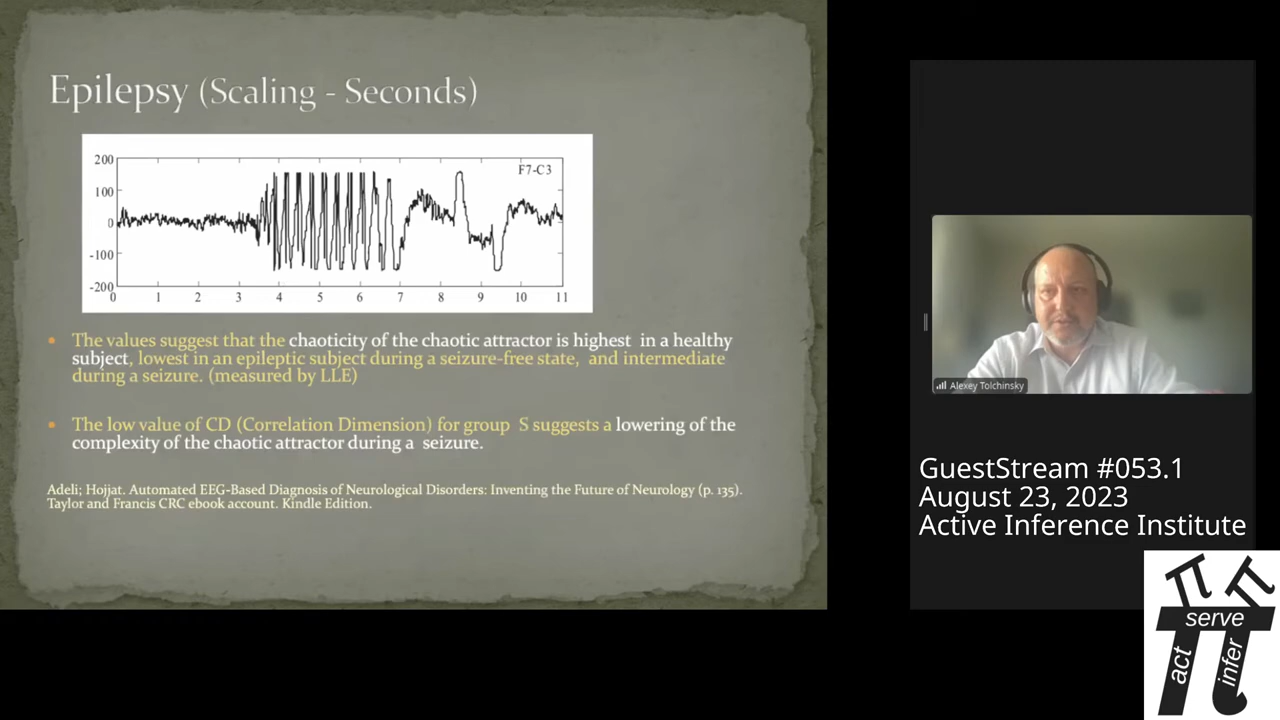 Epilepsy (Scaling - Seconds)
F7-C3
200
100
0
-100
-200
0 1 2 3 4 5 6 7 8 9 10 11
The values suggest that the chaoticity of the chaotic attractor is highest in a healthy
subject, lowest in an epileptic subject during a seizure-free state, and intermediate
during a seizure. (measured by LLE)
The low value of CD (Correlation Dimension) for group S suggests a lowering of the
complexity of the chaotic attractor during a seizure.
Adeli; Hojjat. Automated EEG-Based Diagnosis of Neurological Disorders: Inventing the Future of Neurology (p. 135).
Taylor and Francis CRC ebook account. Kindle Edition.
Alexey Tolchinsky
GuestStream #053.1
August 23, 2023
Active Inference Institute
π π
serve
act
infer